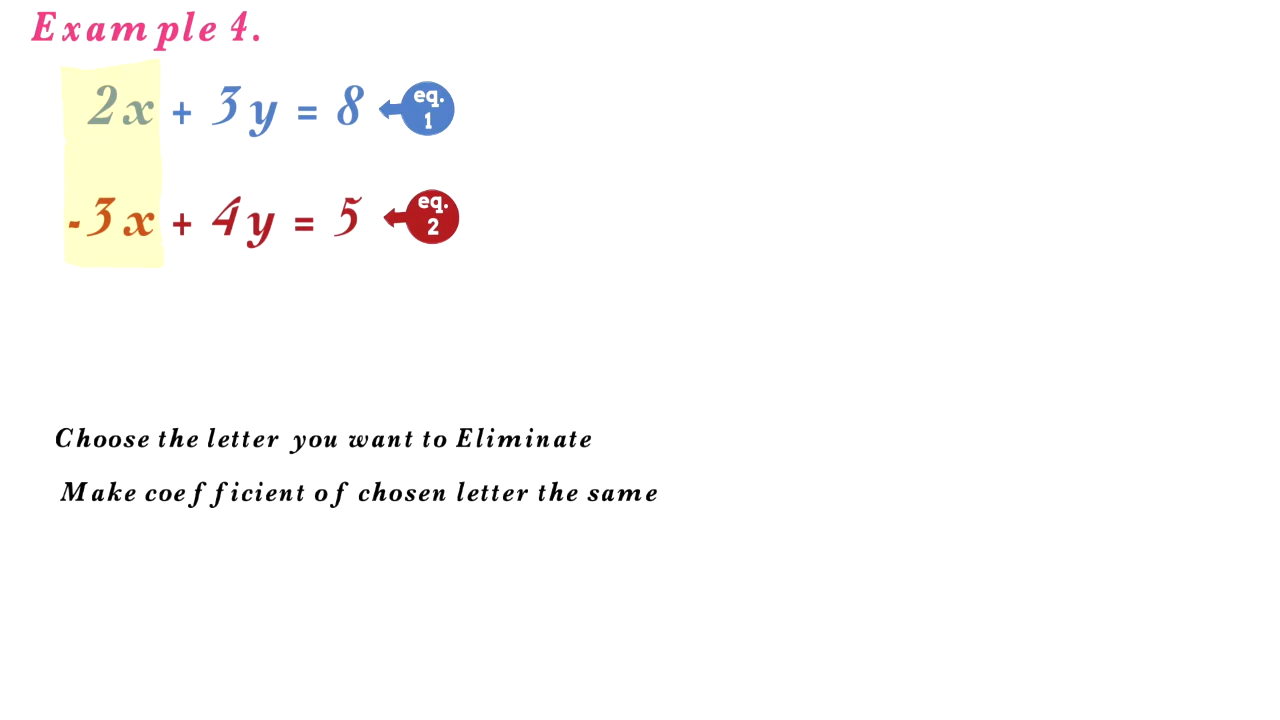 Example 4.
2x + 3y = 8 eq. 1
-3x + 4y = 5 eq. 2
Choose the letter you want to Eliminate
Make coefficient of chosen letter the same